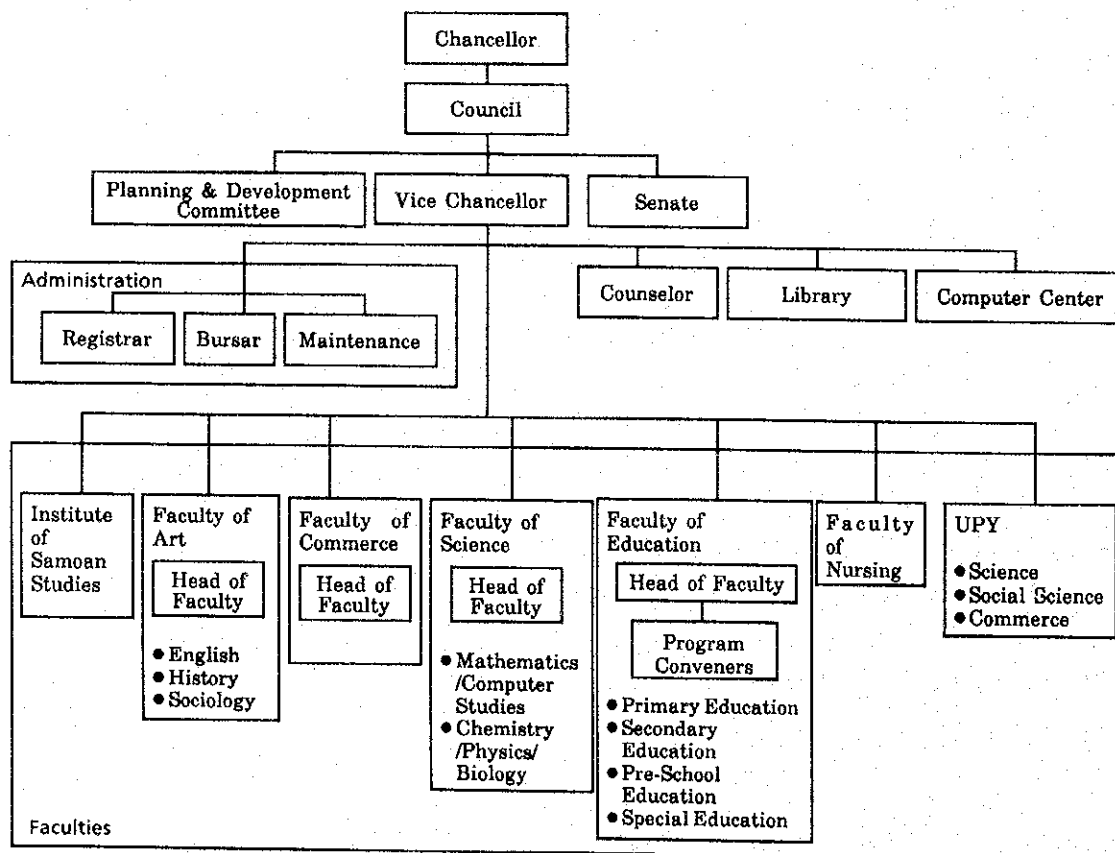 Chancellor
Council
Planning & Development
Committee
Vice Chancellor
Senate
Administration
Registrar
Bursar
Maintenance
Counselor
Library
Computer Center
Institute
of
Samoan
Studies
Faculty of
Art
Head of
Faculty
● English
● History
● Sociology
Faculty of
Commerce
Head of
Faculty
Faculty of
Science
Head of
Faculty
● Mathematics
/Computer
Studies
● Chemistry
/Physics/
Biology
Faculty of
Education
Head of Faculty
Program
Conveners
● Primary Education
● Secondary
Education
● Pre-School
Education
● Special Education
Faculty
of
Nursing
UPY
● Science
● Social Science
● Commerce
Faculties